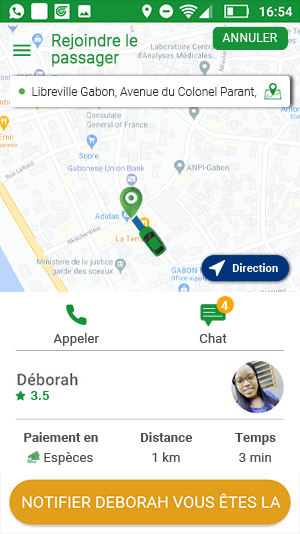 16:54
Rejoindre le
passager
ANNULER
Laboratoire Central
d'Analyses Médicales...
Libreville Gabon, Avenue du Colonel Parant,
Consulate
General of France
Score
Gabonese Union Bank
ANPI-Gabon
Rue Lafond
Adidas
La Te
Nkoulenkeu
Ministère de la justice
garde des sceaux
GABON
Direction
4
Appeler
Chat
Déborah
3.5
Paiement en
Distance
Temps
Espèces
1 km
3 min
NOTIFIER DEBORAH VOUS ÊTES LA